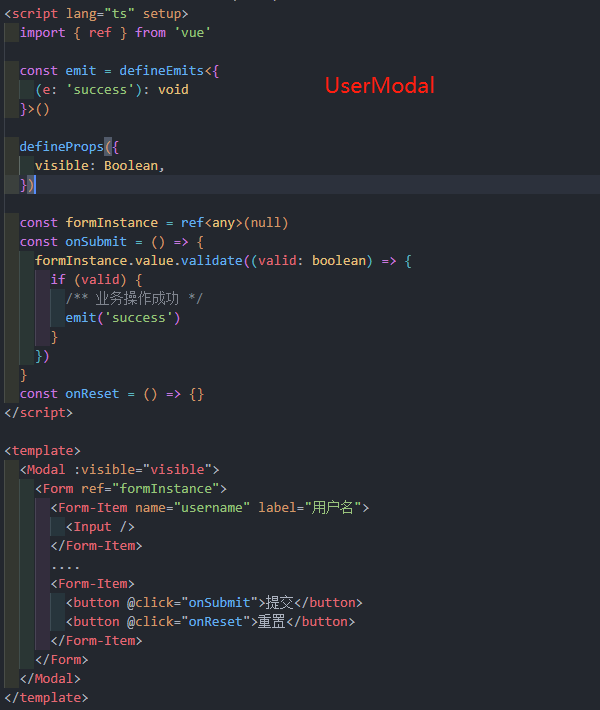 <script lang="ts" setup>
import { ref } from 'vue'
const emit = defineEmits<{
UserModal
(e: 'success'): void
}>()
defineProps({
visible: Boolean,
})
const formInstance = ref<any>(null)
const onSubmit = () => {
formInstance.value.validate((valid: boolean) => {
if (valid) {
/** 业务操作成功 */
emit('success')
}
})
}
const onReset = () => {}
</script>
<template>
<Modal :visible="visible">
<Form ref="formInstance">
<Form-Item name="username" label="用户名">
<Input />
</Form-Item>
....
<Form-Item>
<button @click="onSubmit">提交</button>
<button @click="onReset">重置</button>
</Form-Item>
</Form>
</Modal>
</template>